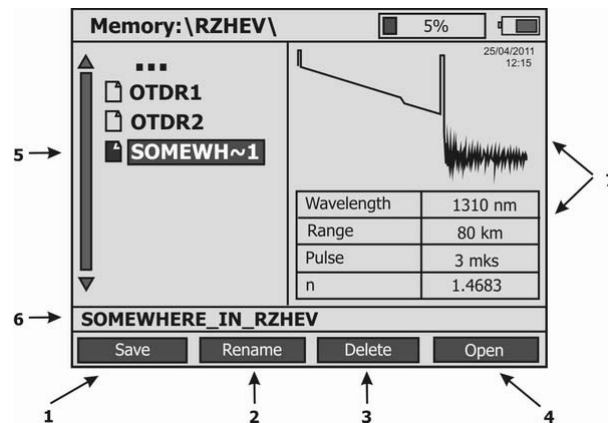 Memory:\RZHEV\
5%
25/04/2011
12:15
...
OTDR1
OTDR2
SOMEWH~1
5
Wavelength 1310 nm
Range 80 km
Pulse 3 mks
n 1.4683
6
SOMEWHERE_IN_RZHEV
Save Rename Delete Open
1 2 3 4